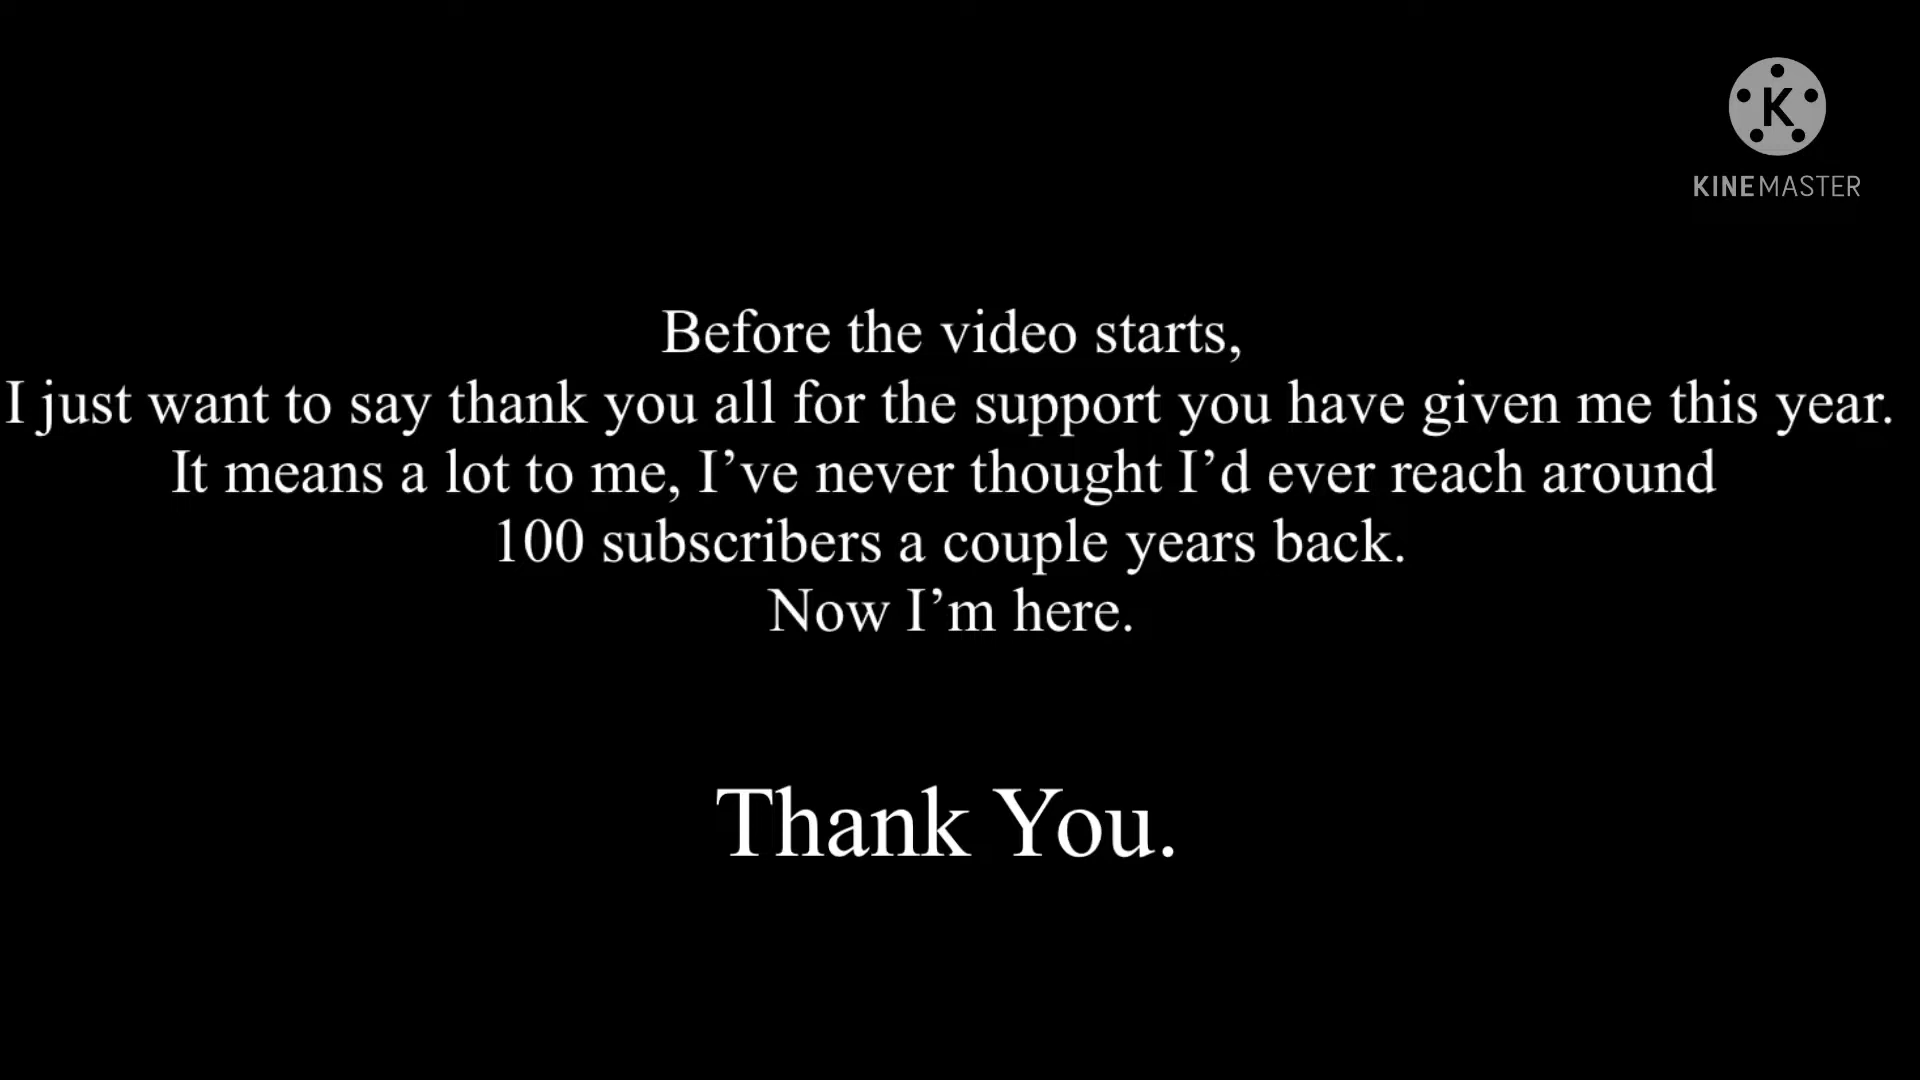 K
KINEMASTER
Before the video starts,
I just want to say thank you all for the support you have given me this year.
It means a lot to me, I’ve never thought I’d ever reach around
100 subscribers a couple years back.
Now I’m here.
Thank You.